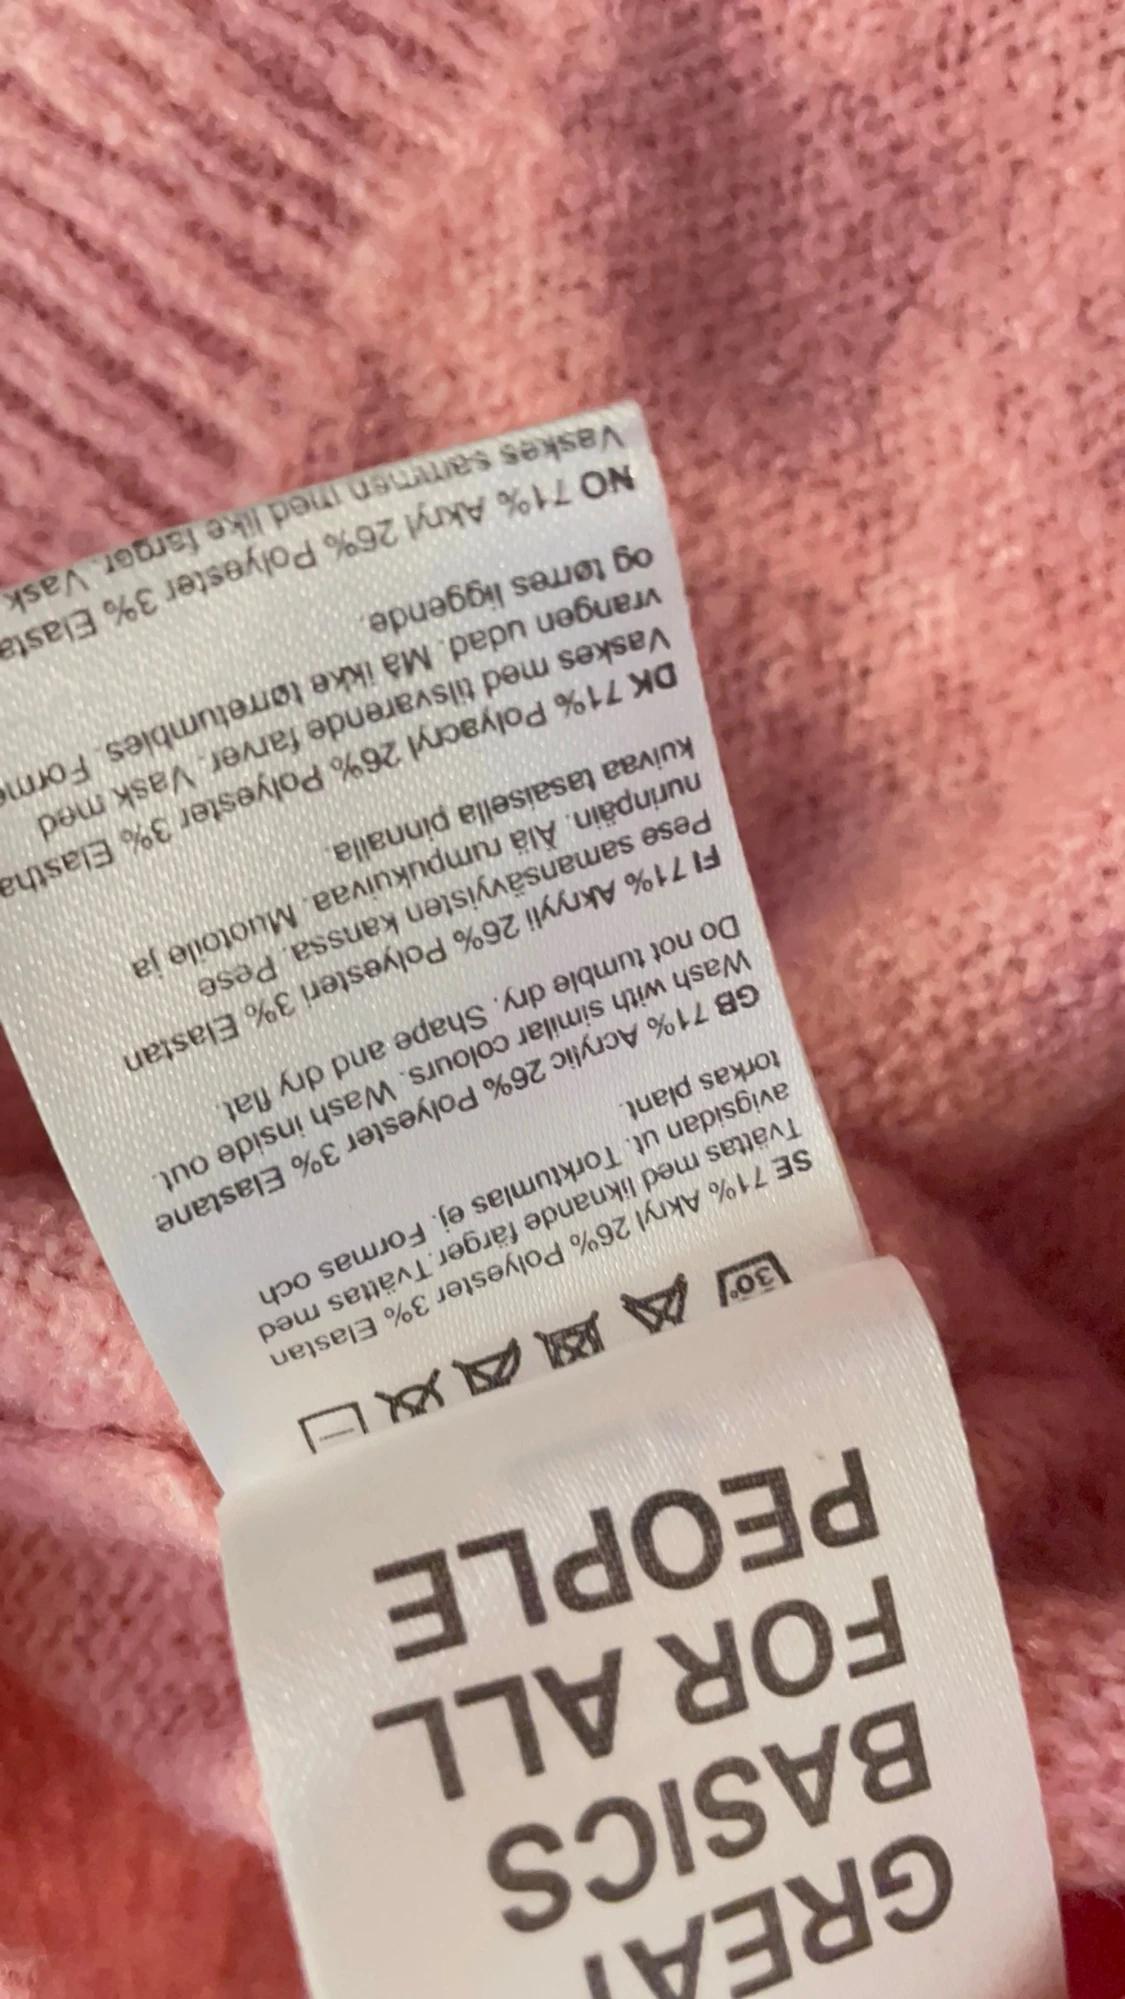 GREAT
BASICS
FOR ALL
PEOPLE
30°
SE 71% Akryl 26% Polyester 3% Elastan
Tvättas med liknande färger. Tvättas med
avigsidan ut. Torktumlas ej. Formas och
torkas plant.
GB 71% Acrylic 26% Polyester 3% Elastane
Wash with similar colours. Wash inside out.
Do not tumble dry. Shape and dry flat.
FI 71% Akryyli 26% Polyesteri 3% Elastan
Pese samansävyisten kanssa. Pese
nurinpäin. Älä rumpukuivaa. Muotoile ja
kuivaa tasaisella pinnalla.
DK 71% Polyacryl 26% Polyester 3% Elastha
Vaskes med tilsvarende farver. Vask med
vrangen udad. Må ikke tørretumbles. Forme
og tørres liggende.
NO 71% Akryl 26% Polyester 3% Elasta
Vaskes sammen med like farger. Vask